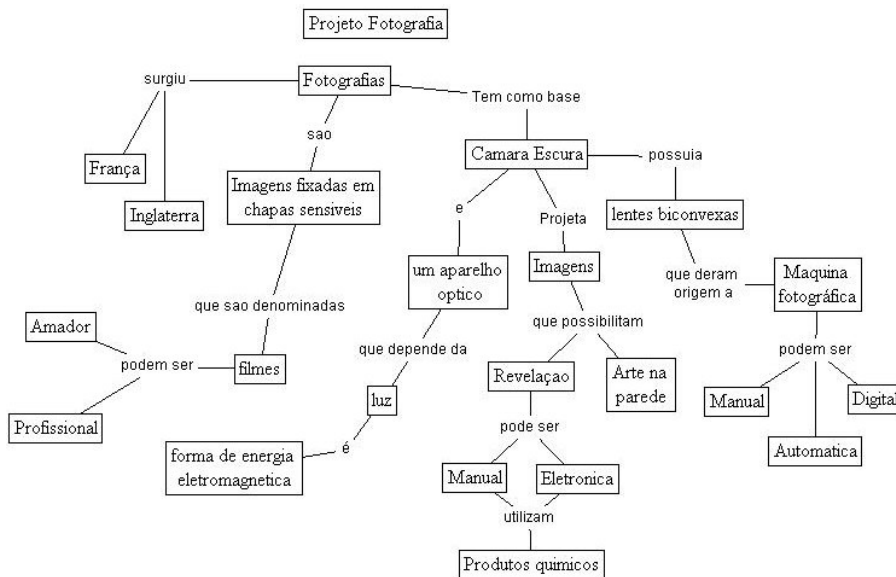 Projeto Fotografia
surgiu
Fotografias
Tem como base
sao
França
Inglaterra
Imagens fixadas em
chapas sensiveis
Camara Escura
possuia
e
Projeta
lentes biconvexas
um aparelho
optico
Imagens
que deram
origem a
Maquina
fotográfica
que sao denominadas
Amador
podem ser
filmes
Profissional
que depende da
luz
é
forma de energia
eletromagnetica
que possibilitam
Revelaçao
Arte na
parede
pode ser
Manual
Eletronica
utilizam
Produtos quimicos
podem ser
Manual
Digital
Automatica